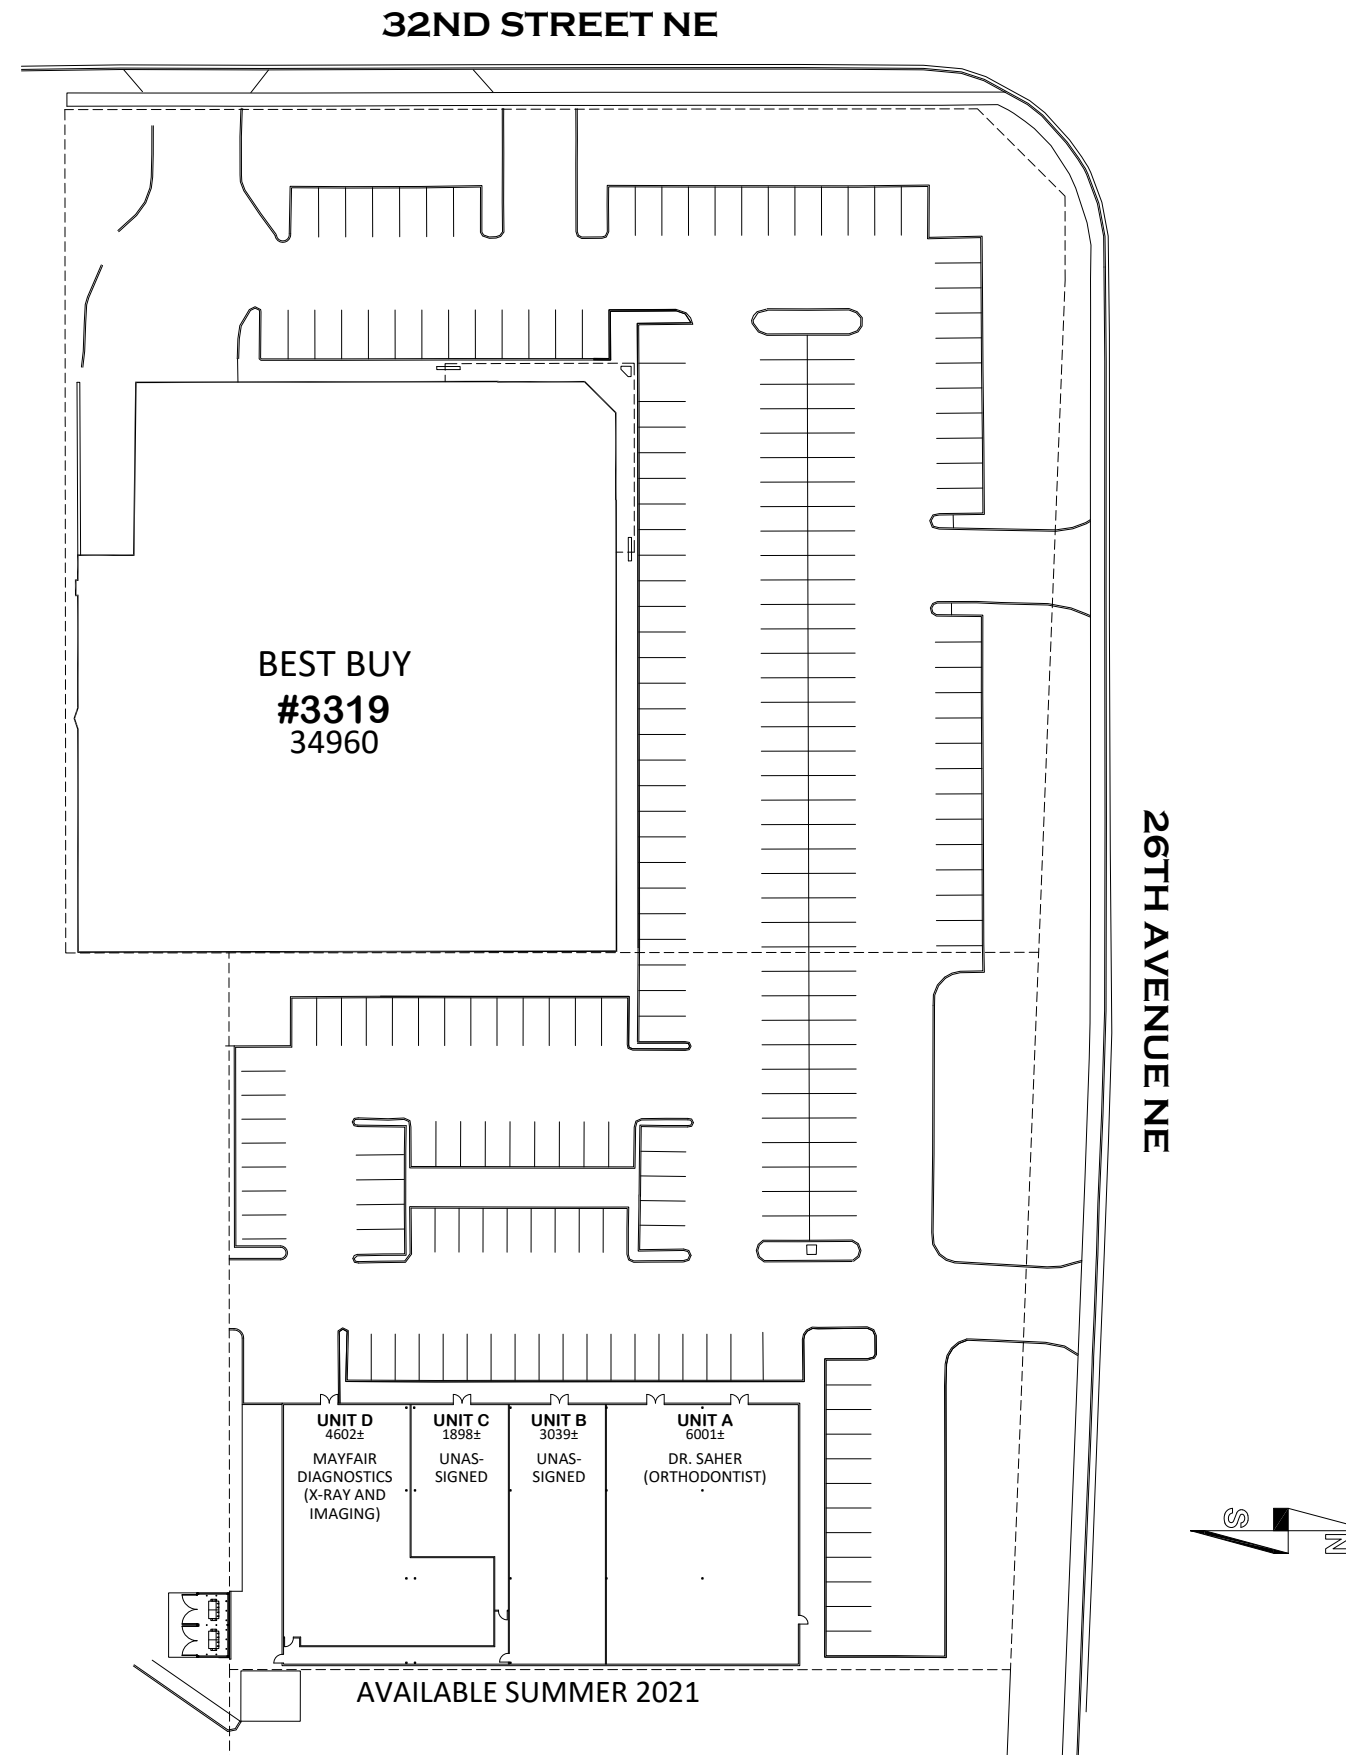 32ND STREET NE
BEST BUY
#3319
34960
26TH AVENUE NE
UNIT D
4602±
MAYFAIR
DIAGNOSTICS
(X-RAY AND
IMAGING)
UNIT C
1898±
UNAS-
SIGNED
UNIT B
3039±
UNAS-
SIGNED
UNIT A
6001±
DR. SAHER
(ORTHODONTIST)
S
N
AVAILABLE SUMMER 2021